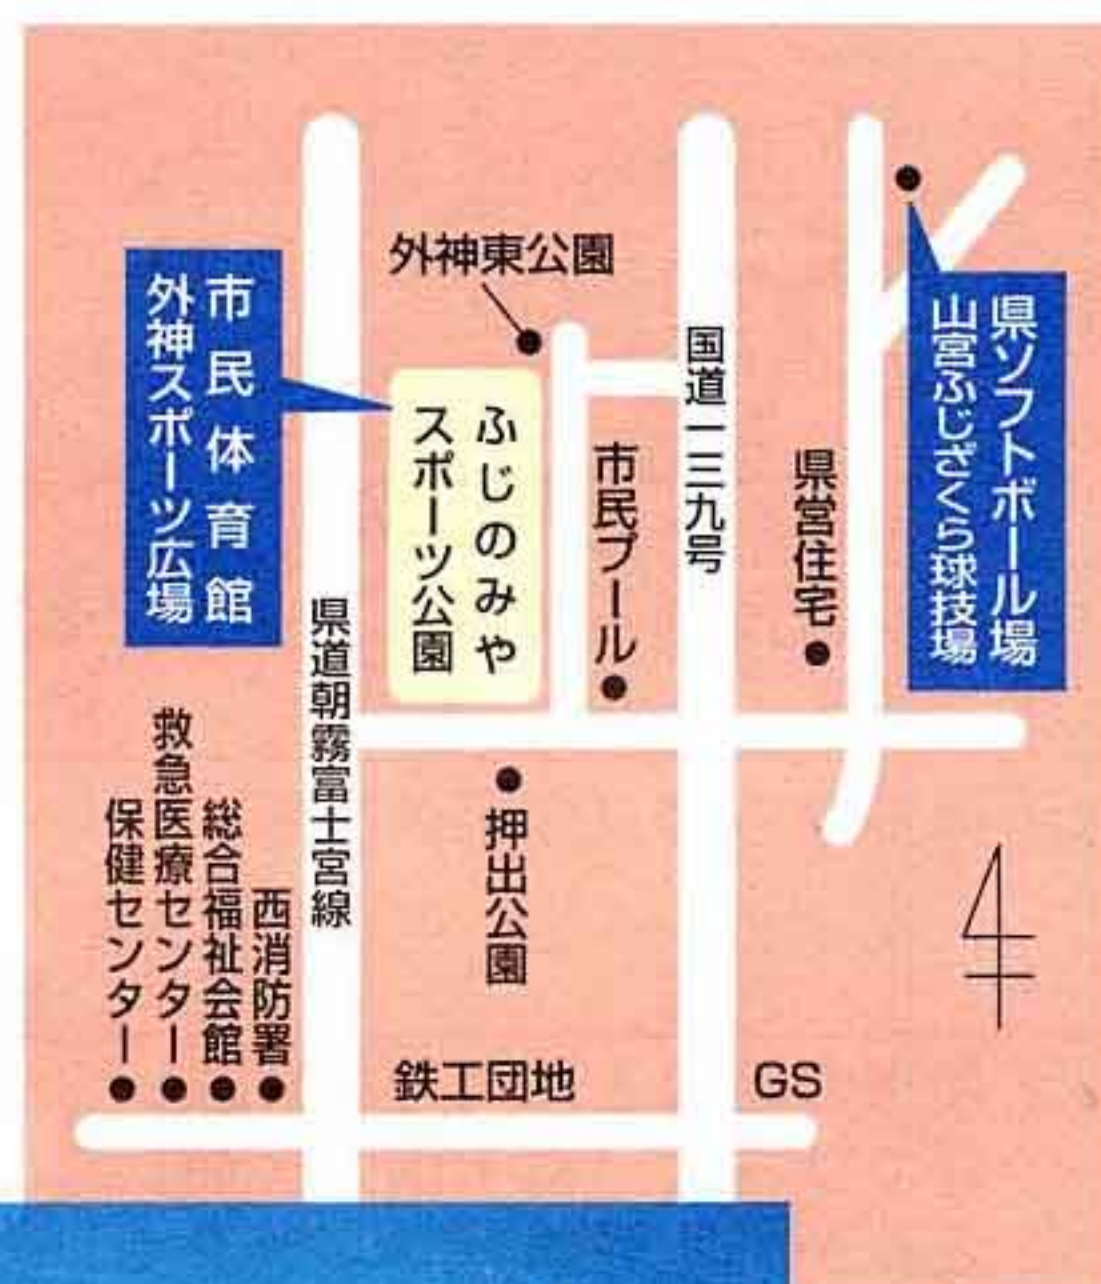 外神東公園
市民体育館
外神スポーツ広場
ふじのみや
スポーツ公園
県ソフトボール場
山宮ふじざくら球技場
国道一三九号
市民プール
県営住宅
県道朝霧富士宮線
押出公園
西消防署
総合福祉会館
救急医療センター
保健センター
鉄工団地
GS